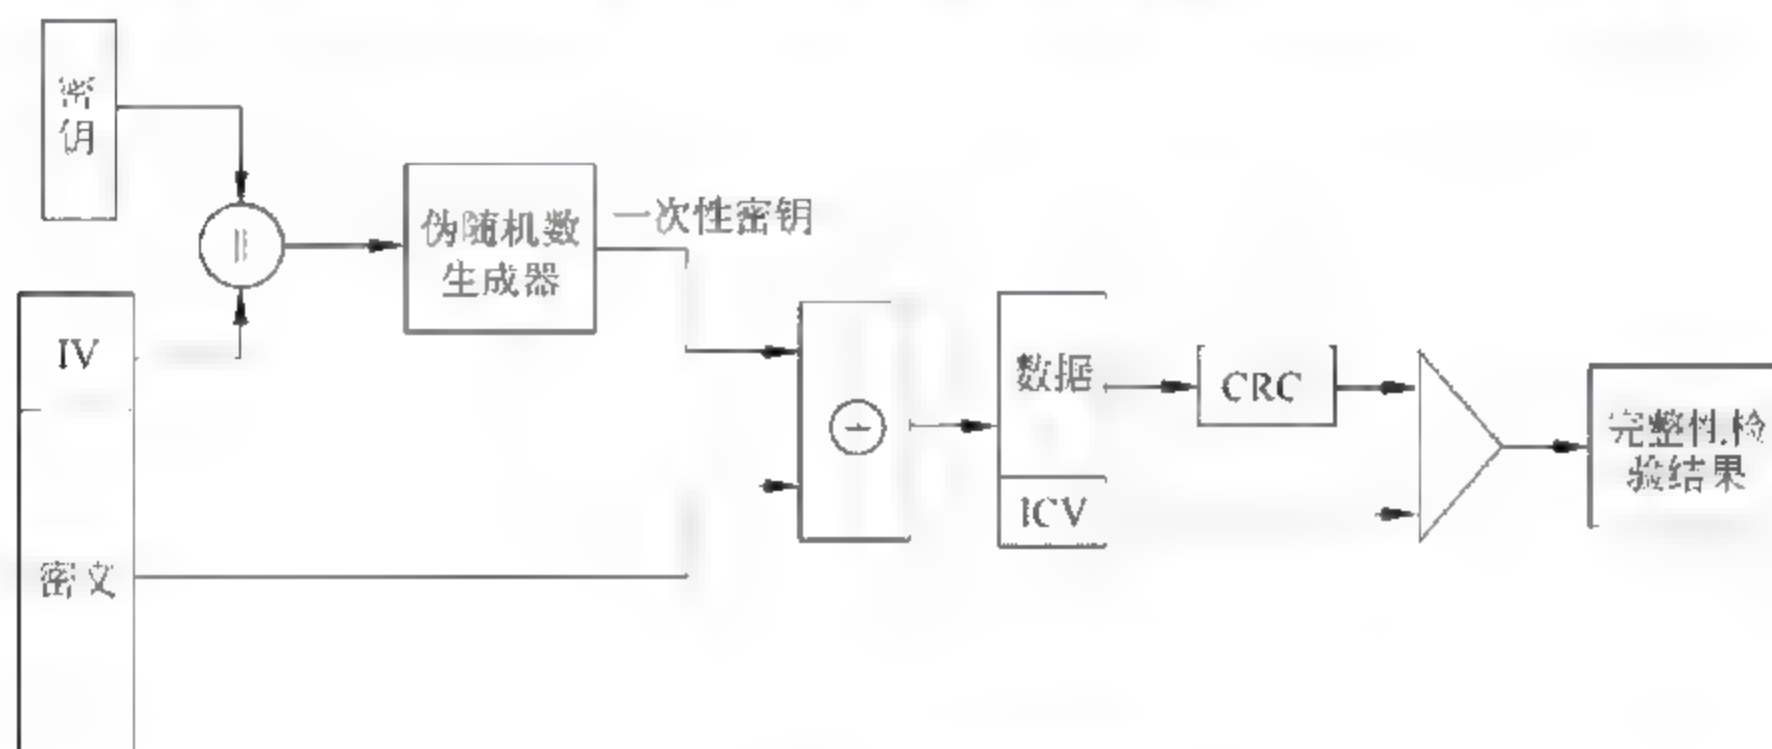 密
钥
伪随机数
生成器
一次性密钥
IV
密文
数据
ICV
CRC
完整性检
验结果